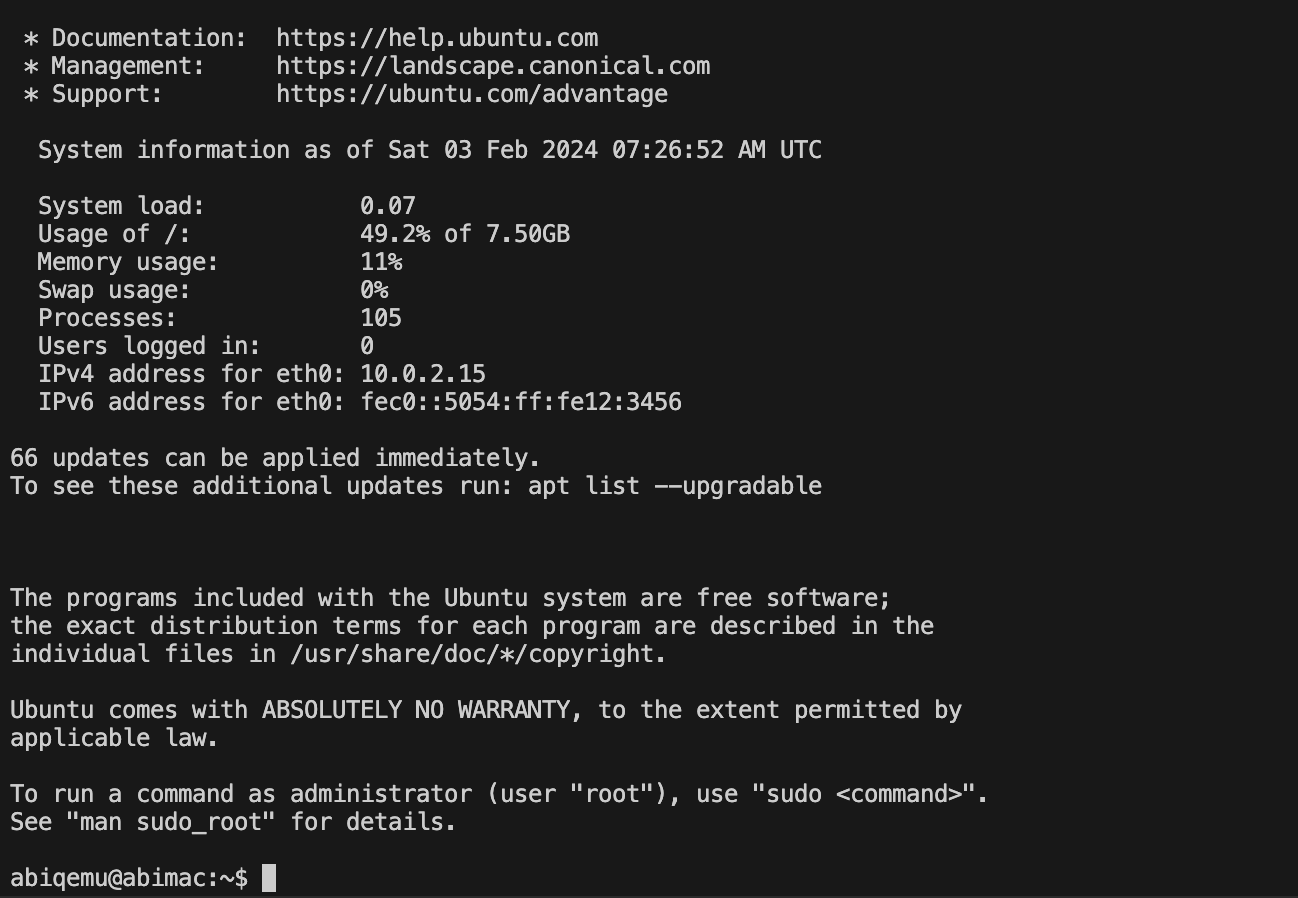 * Documentation:  https://help.ubuntu.com
 * Management:     https://landscape.canonical.com
 * Support:        https://ubuntu.com/advantage

  System information as of Sat 03 Feb 2024 07:26:52 AM UTC

  System load:           0.07
  Usage of /:            49.2% of 7.50GB
  Memory usage:          11%
  Swap usage:            0%
  Processes:             105
  Users logged in:       0
  IPv4 address for eth0: 10.0.2.15
  IPv6 address for eth0: fec0::5054:ff:fe12:3456

66 updates can be applied immediately.
To see these additional updates run: apt list --upgradable

The programs included with the Ubuntu system are free software;
the exact distribution terms for each program are described in the
individual files in /usr/share/doc/*/copyright.

Ubuntu comes with ABSOLUTELY NO WARRANTY, to the extent permitted by
applicable law.

To run a command as administrator (user "root"), use "sudo <command>".
See "man sudo_root" for details.

abiqemu@abimac:~$